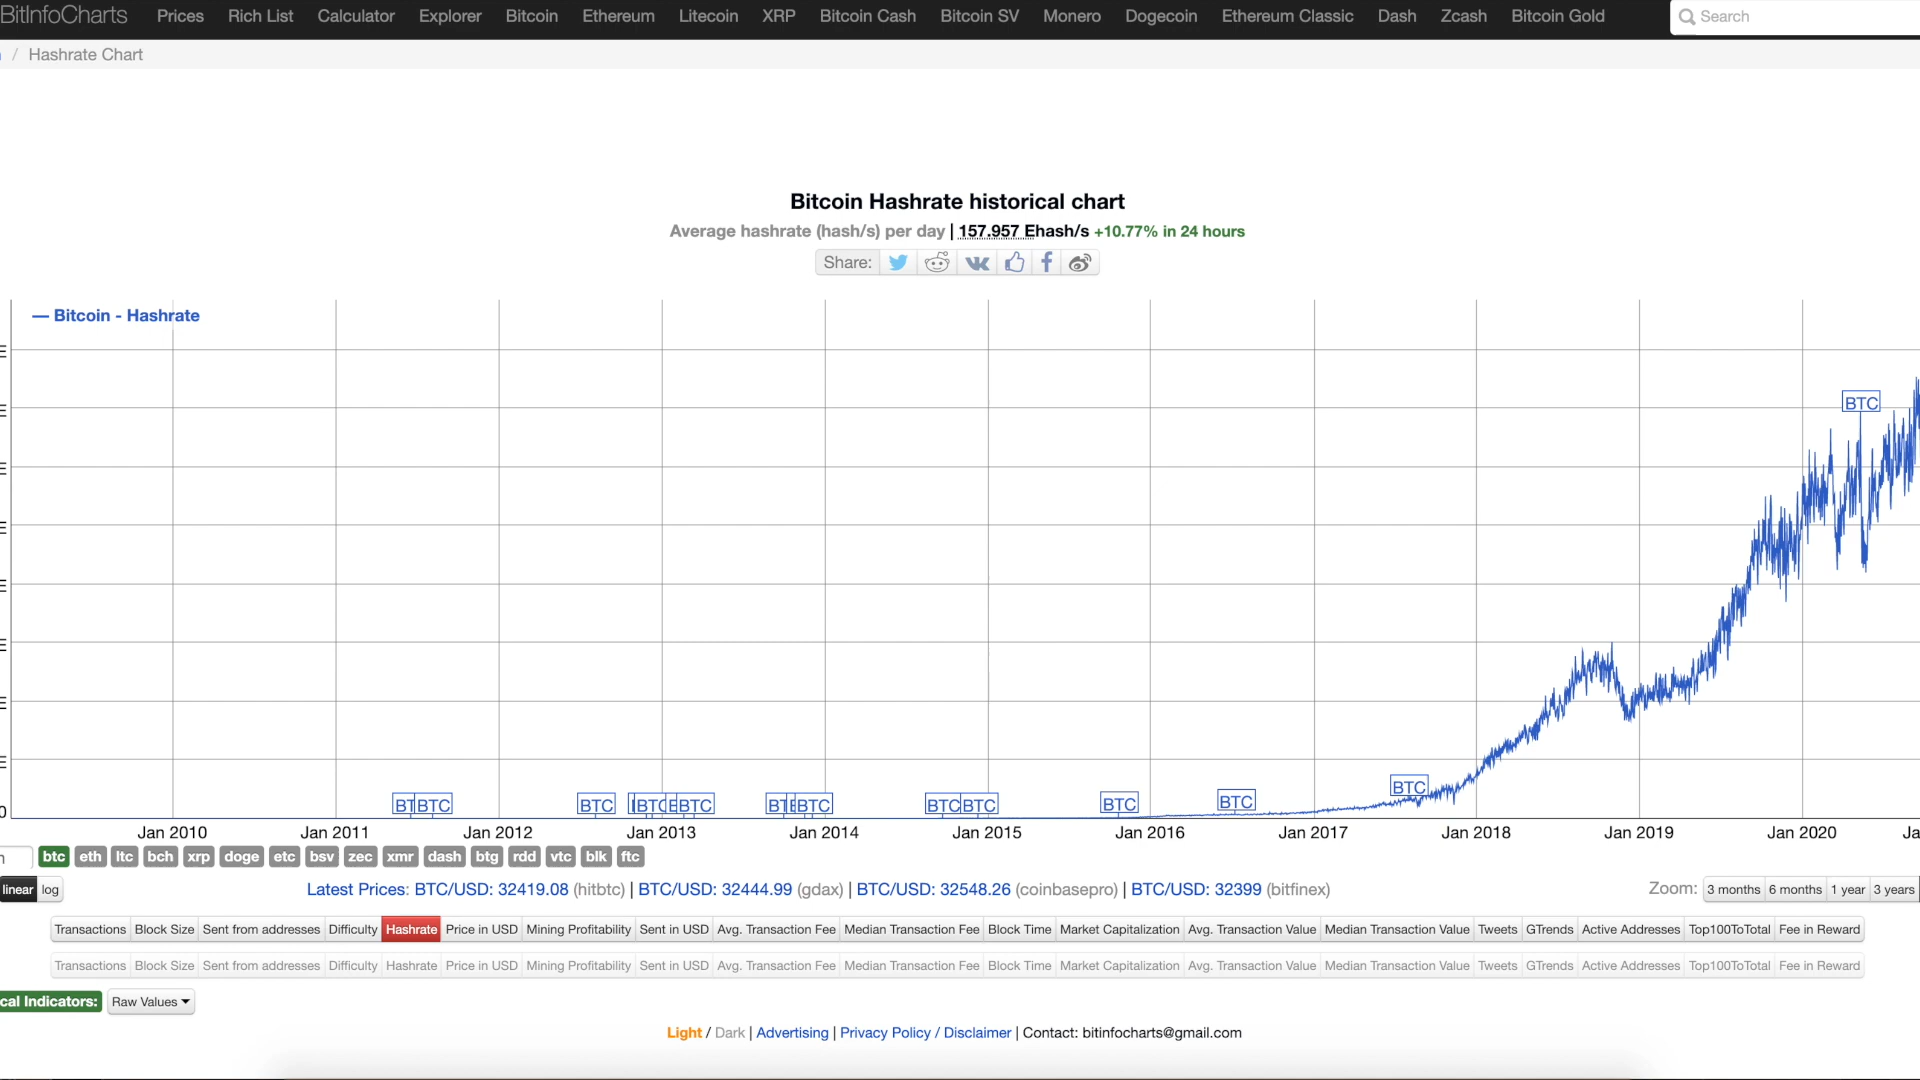 BitInfoCharts Prices Rich List Calculator Explorer Bitcoin Ethereum Litecoin XRP Bitcoin Cash Bitcoin SV Monero Dogecoin Ethereum Classic Dash Zcash Bitcoin Gold Search
/ Hashrate Chart
Bitcoin Hashrate historical chart
Average hashrate (hash/s) per day | 157.957 Ehash/s +10.77% in 24 hours
Share:
— Bitcoin - Hashrate
BTC
BTC
BTC
BTC
BT BTC BTC BTC BTC BT BTC BTC BTC
0
Jan 2010 Jan 2011 Jan 2012 Jan 2013 Jan 2014 Jan 2015 Jan 2016 Jan 2017 Jan 2018 Jan 2019 Jan 2020
btc eth ltc bch xrp doge etc bsv zec xmr dash btg rdd vtc blk ftc
linear log
Latest Prices: BTC/USD: 32419.08 (hitbtc) | BTC/USD: 32444.99 (gdax) | BTC/USD: 32548.26 (coinbasepro) | BTC/USD: 32399 (bitfinex)
Zoom: 3 months 6 months 1 year 3 years
Transactions Block Size Sent from addresses Difficulty Hashrate Price in USD Mining Profitability Sent in USD Avg. Transaction Fee Median Transaction Fee Block Time Market Capitalization Avg. Transaction Value Median Transaction Value Tweets GTrends Active Addresses Top100ToTotal Fee in Reward
Transactions Block Size Sent from addresses Difficulty Hashrate Price in USD Mining Profitability Sent in USD Avg. Transaction Fee Median Transaction Fee Block Time Market Capitalization Avg. Transaction Value Median Transaction Value Tweets GTrends Active Addresses Top100ToTotal Fee in Reward
cal Indicators: Raw Values
Light / Dark | Advertising | Privacy Policy / Disclaimer | Contact: bitinfocharts@gmail.com